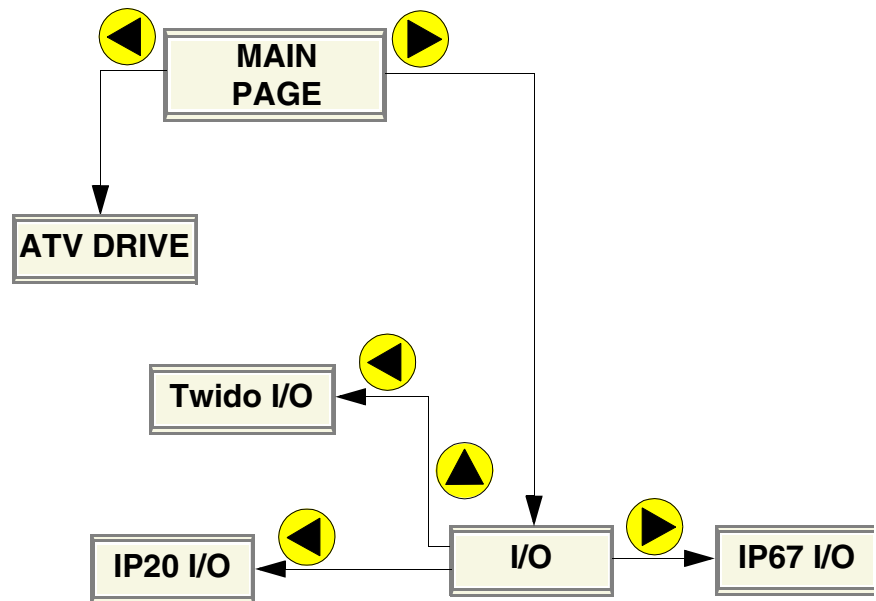 MAIN
PAGE
ATV DRIVE
Twido I/O
IP20 I/O
I/O
IP67 I/O